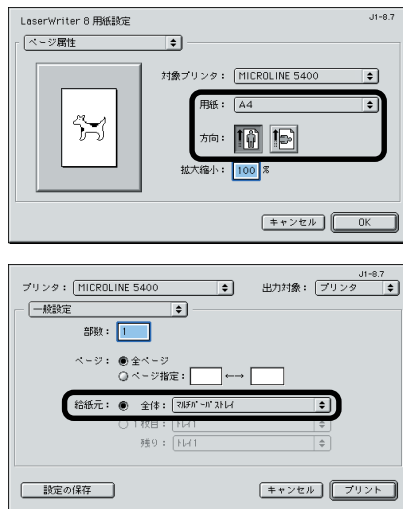 LaserWriter 8 用紙設定 J1-8.7
ページ属性
対象プリンタ： MICROLINE 5400
用紙： A4
方向：
拡大縮小： 100 %
キャンセル OK
J1-8.7
プリンタ： MICROLINE 5400 出力対象： プリンタ
一般設定
部数： 1
ページ： 全ページ
ページ指定：
給紙元： 全体： マルチパーパストレイ
1 枚目： トレイ1
残り： トレイ1
設定の保存 キャンセル プリント